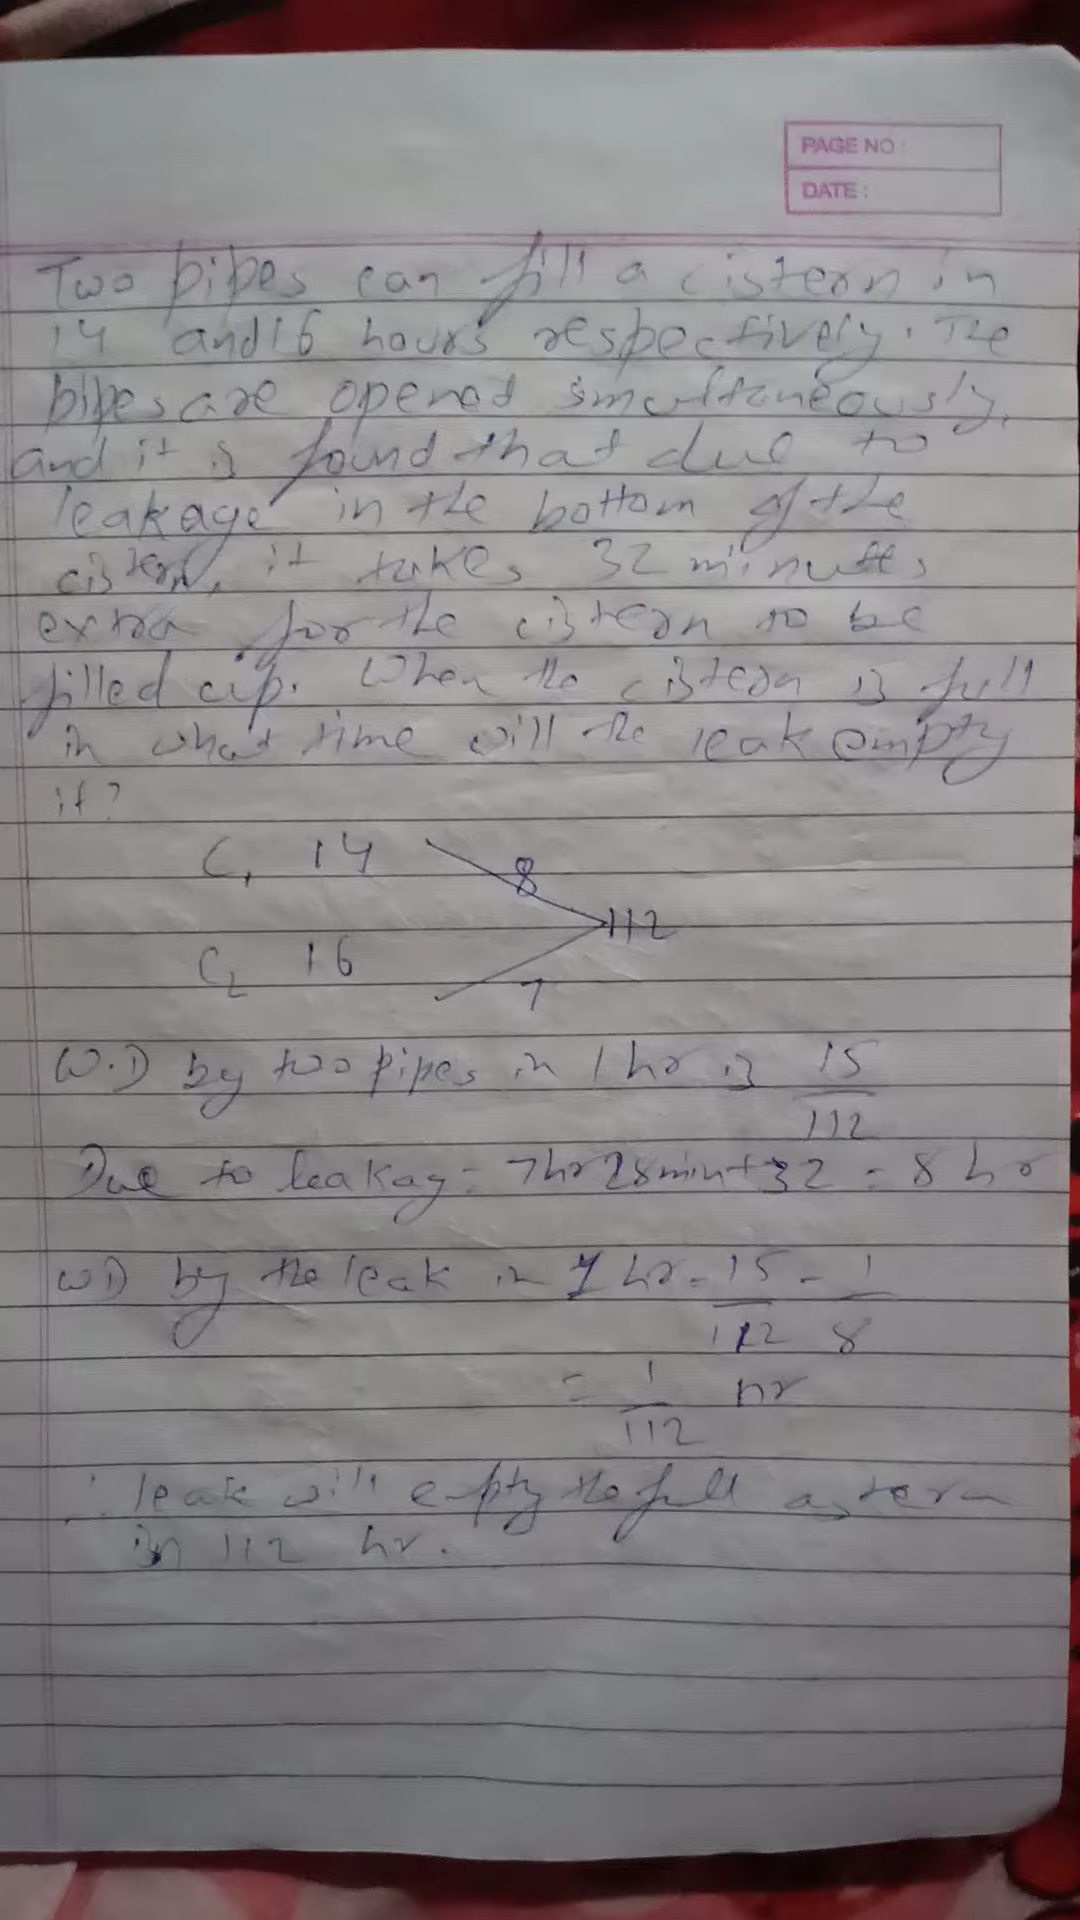 PAGE NO :
DATE :
Two pipes can fill a cistern in
14 and 16 hours respectively. The
pipes are opened simultaneously,
and it is found that due to
leakage in the bottom of the
cistern, it takes 32 minutes
extra for the cistern to be
filled up. When the cistern is full
in what time will the leak empty
it?
C1 14
8
112
C2 16
7
W.D by two pipes in 1 hr is 15/112
Due to leakag = 7hr 28min + 32 = 8 hr
WD by the leak in 1 hr = 15/112 - 1/8
= 1/112 hr
∴ leak will empty the full cistern
in 112 hr.